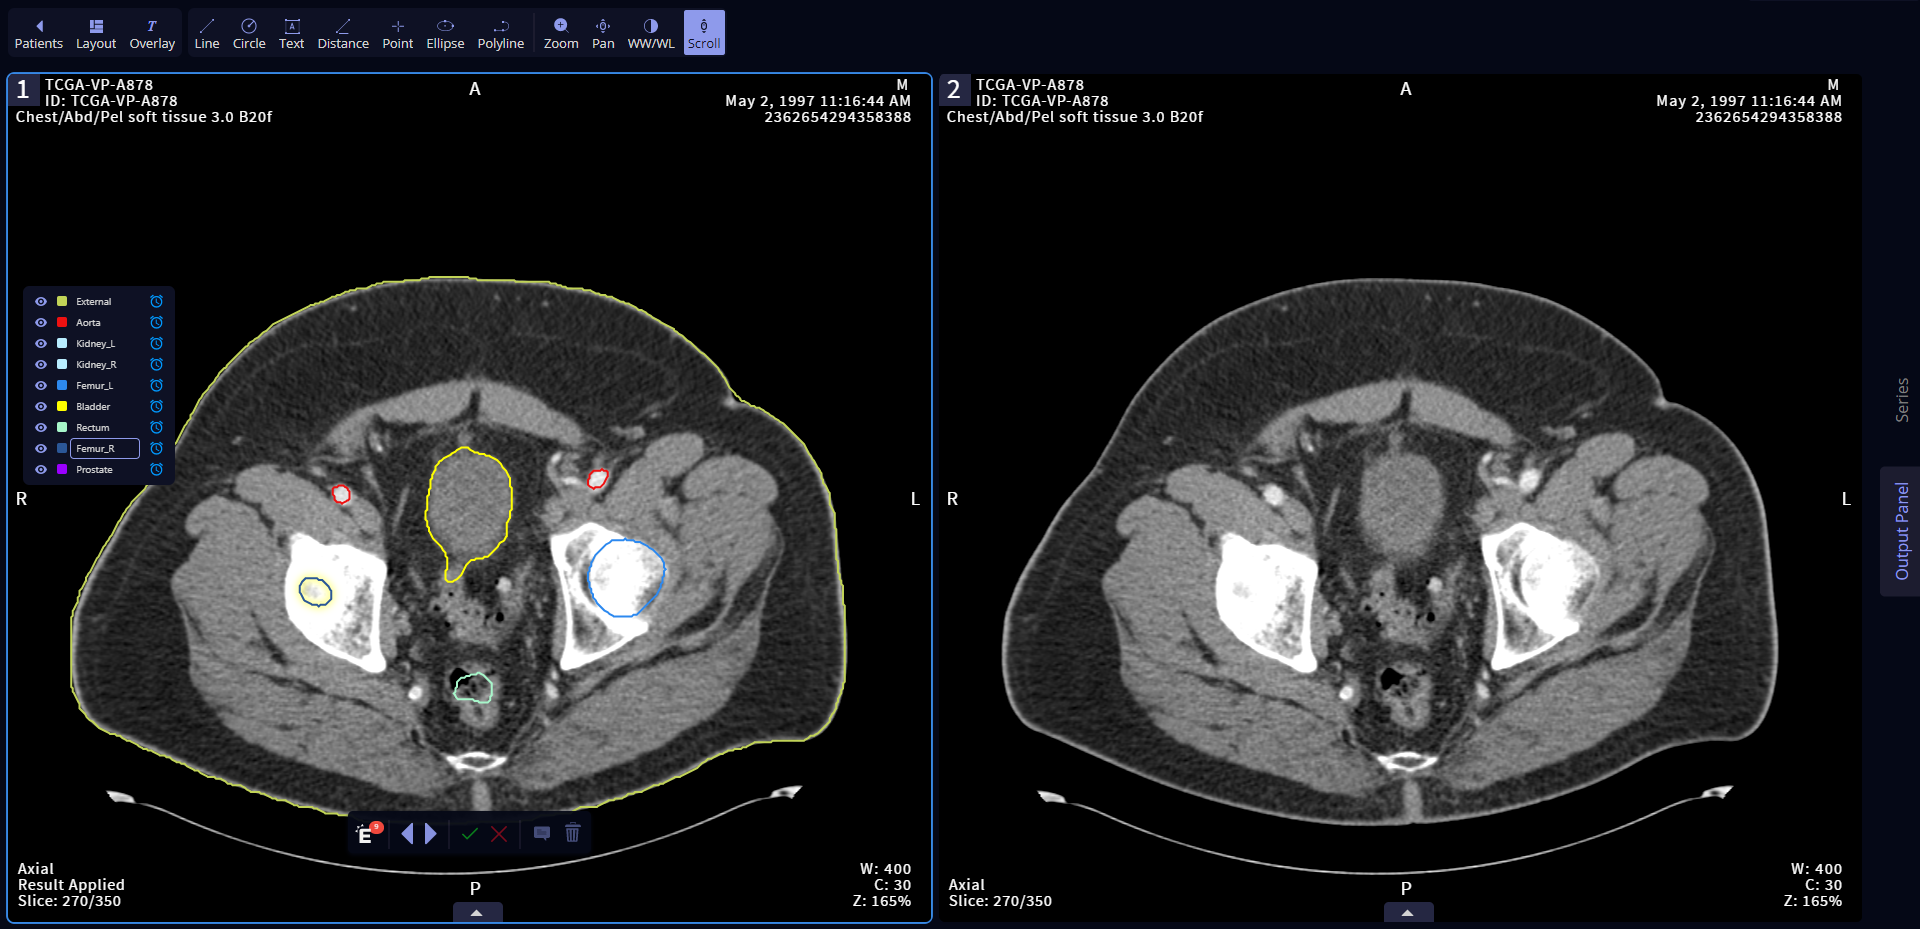 Patients Layout Overlay Line Circle Text Distance Point Ellipse Polyline Zoom Pan WW/WL Scroll
1
TCGA-VP-A878
ID: TCGA-VP-A878
Chest/Abd/Pel soft tissue 3.0 B20f
A
M
May 2, 1997 11:16:44 AM
2362654294358388
External
Aorta
Kidney_L
Kidney_R
Femur_L
Bladder
Rectum
Femur_R
Prostate
R
L
E 9
Axial
Result Applied
Slice: 270/350
P
W: 400
C: 30
Z: 165%
2
TCGA-VP-A878
ID: TCGA-VP-A878
Chest/Abd/Pel soft tissue 3.0 B20f
A
M
May 2, 1997 11:16:44 AM
2362654294358388
R
L
Axial
Slice: 270/350
P
W: 400
C: 30
Z: 165%
Series
Output Panel